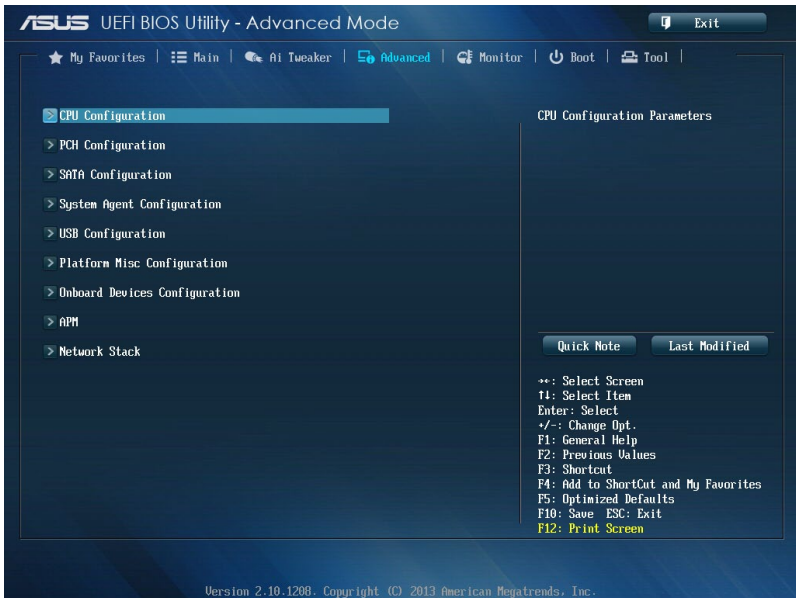 ASUS UEFI BIOS Utility - Advanced Mode
Exit
My Favorites | Main | Ai Tweaker | Advanced | Monitor | Boot | Tool |
> CPU Configuration
CPU Configuration Parameters
> PCH Configuration
> SATA Configuration
> System Agent Configuration
> USB Configuration
> Platform Misc Configuration
> Onboard Devices Configuration
> APM
> Network Stack
Quick Note
Last Modified
→←: Select Screen
↑↓: Select Item
Enter: Select
+/-: Change Opt.
F1: General Help
F2: Previous Values
F3: Shortcut
F4: Add to ShortCut and My Favorites
F5: Optimized Defaults
F10: Save ESC: Exit
F12: Print Screen
Version 2.10.1208. Copyright (C) 2013 American Megatrends, Inc.